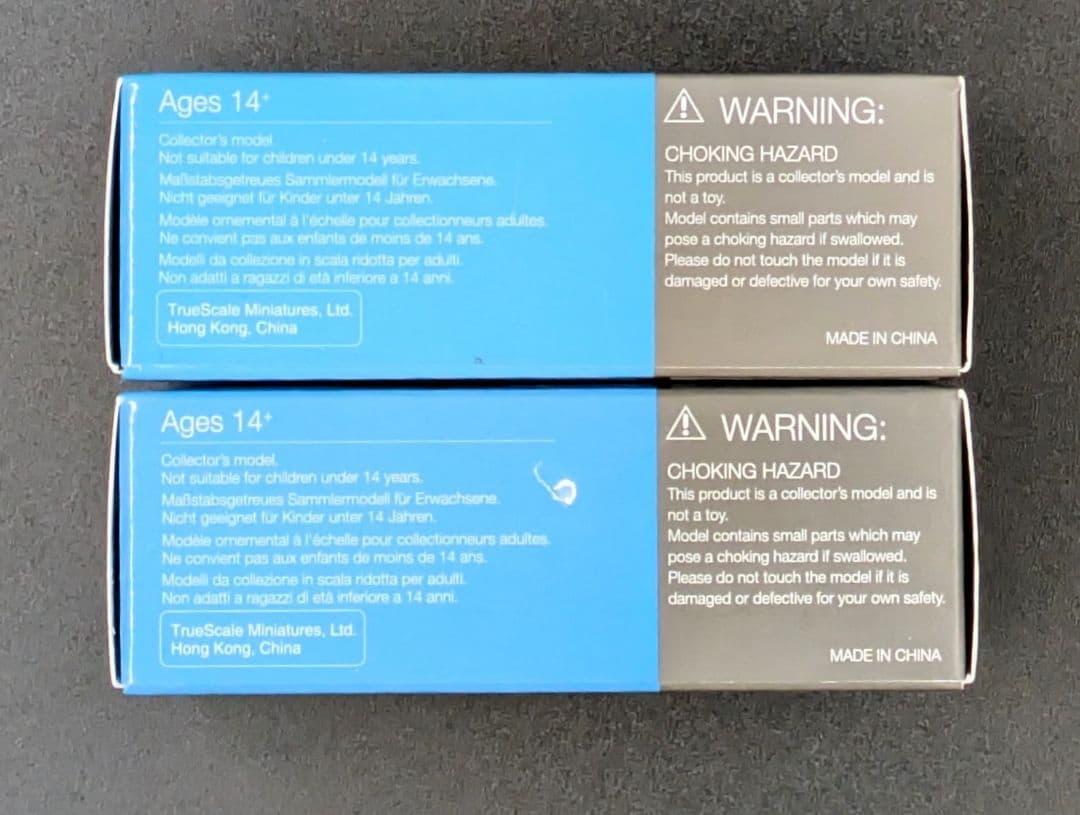 Ages 14+
Collector's model.
Not suitable for children under 14 years.
Maßstabsgetreues Sammlermodell für Erwachsene.
Nicht geeignet für Kinder unter 14 Jahren.
Modèle ornemental à l'échelle pour collectionneurs adultes.
Ne convient pas aux enfants de moins de 14 ans.
Modelli da collezione in scala ridotta per adulti.
Non adatti a ragazzi di età inferiore a 14 anni.
TrueScale Miniatures, Ltd.
Hong Kong, China
WARNING:
CHOKING HAZARD
This product is a collector's model and is
not a toy.
Model contains small parts which may
pose a choking hazard if swallowed.
Please do not touch the model if it is
damaged or defective for your own safety.
MADE IN CHINA
Ages 14+
Collector's model.
Not suitable for children under 14 years.
Maßstabsgetreues Sammlermodell für Erwachsene.
Nicht geeignet für Kinder unter 14 Jahren.
Modèle ornemental à l'échelle pour collectionneurs adultes.
Ne convient pas aux enfants de moins de 14 ans.
Modelli da collezione in scala ridotta per adulti.
Non adatti a ragazzi di età inferiore a 14 anni.
TrueScale Miniatures, Ltd.
Hong Kong, China
WARNING:
CHOKING HAZARD
This product is a collector's model and is
not a toy.
Model contains small parts which may
pose a choking hazard if swallowed.
Please do not touch the model if it is
damaged or defective for your own safety.
MADE IN CHINA